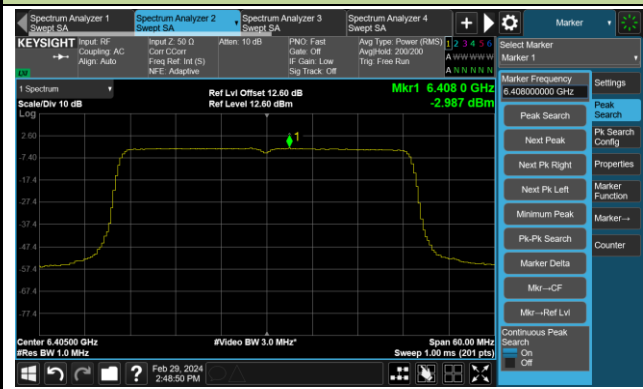 Spectrum Analyzer 1
Swept SA
Spectrum Analyzer 2
Swept SA
Spectrum Analyzer 3
Swept SA
Spectrum Analyzer 4
Swept SA
Marker
KEYSIGHT
Input: RF
Coupling: AC
Align: Auto
Input Z: 50 Ω
Corr CCorr
Freq Ref: Int (S)
NFE: Adaptive
Atten: 10 dB
PNO: Fast
Gate: Off
IF Gain: Low
Sig Track: Off
Avg Type: Power (RMS)
Avg|Hold: 200/200
Trig: Free Run
1 2 3 4 5 6
A W W W W W
A N N N N N
Select Marker
Marker 1
LXI
1 Spectrum
Scale/Div 10 dB
Log
Ref Lvl Offset 12.60 dB
Ref Level 12.60 dBm
Mkr1 6.408 0 GHz
-2.987 dBm
2.60
-7.40
-17.4
-27.4
-37.4
-47.4
-57.4
-67.4
-77.4
1
Center 6.40500 GHz
#Res BW 1.0 MHz
#Video BW 3.0 MHz*
Span 60.00 MHz
Sweep 1.00 ms (201 pts)
Marker Frequency
6.408000000 GHz
Peak Search
Next Peak
Next Pk Right
Next Pk Left
Minimum Peak
Pk-Pk Search
Marker Delta
Mkr→CF
Mkr→Ref Lvl
Continuous Peak
Search
On
Off
Settings
Peak
Search
Pk Search
Config
Properties
Marker
Function
Marker→
Counter
?
Feb 29, 2024
2:48:50 PM